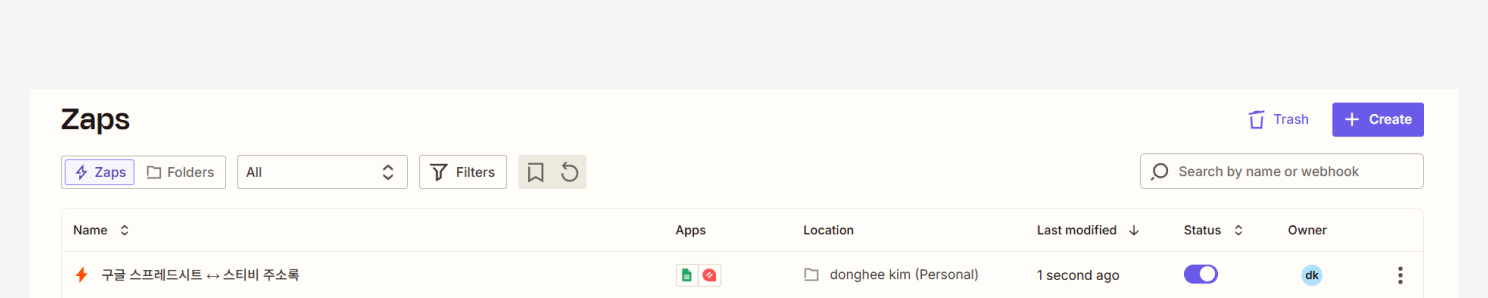 Zaps
Trash
Create
Zaps Folders All Filters Search by name or webhook
Name Apps Location Last modified Status Owner
구글 스프레드시트 ↔ 스티비 주소록 donghee kim (Personal) 1 second ago dk